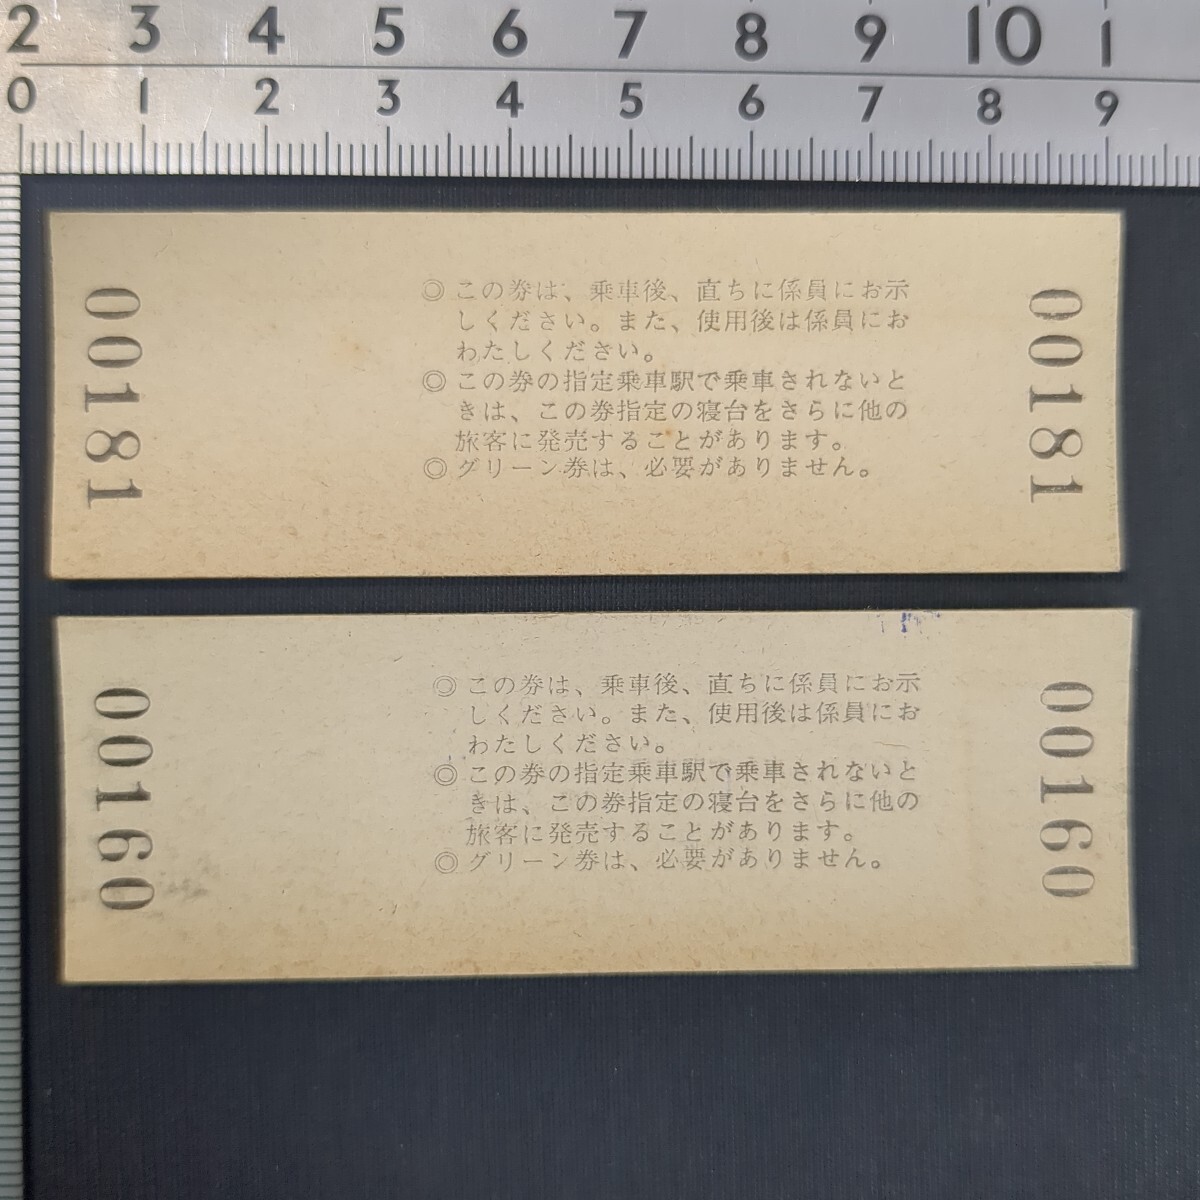 2 3 4 5 6 7 8 9 10 1
0 1 2 3 4 5 6 7 8 9
00181
◎この券は、乗車後、直ちに係員にお示
しください。また、使用後は係員にお
わたしください。
◎この券の指定乗車駅で乗車されないと
きは、この券指定の寝台をさらに他の
旅客に発売することがあります。
◎グリーン券は、必要がありません。
00181
00160
◎この券は、乗車後、直ちに係員にお示
しください。また、使用後は係員にお
わたしください。
◎この券の指定乗車駅で乗車されないと
きは、この券指定の寝台をさらに他の
旅客に発売することがあります。
◎グリーン券は、必要がありません。
00160